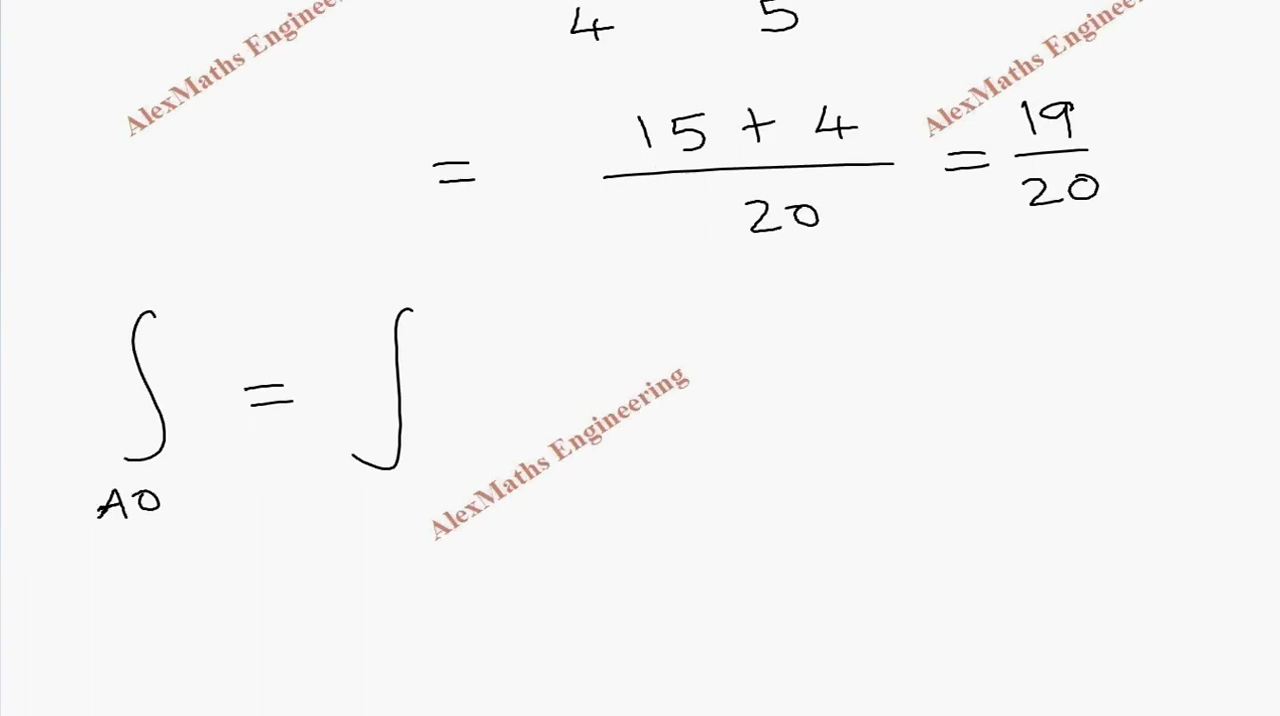 AlexMaths Enginee
4 5
AlexMaths Enginee
= 15 + 4 / 20 = 19 / 20
∫ AO = ∫
AlexMaths Engineering